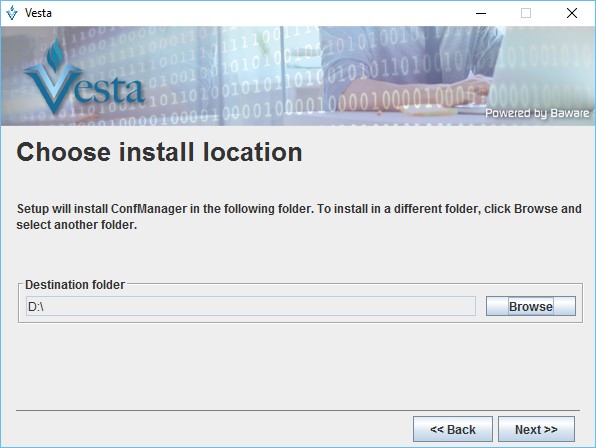 Vesta
Vesta
Powered by Baware
Choose install location
Setup will install ConfManager in the following folder. To install in a different folder, click Browse and
select another folder.
Destination folder
D:\
Browse
<< Back
Next >>